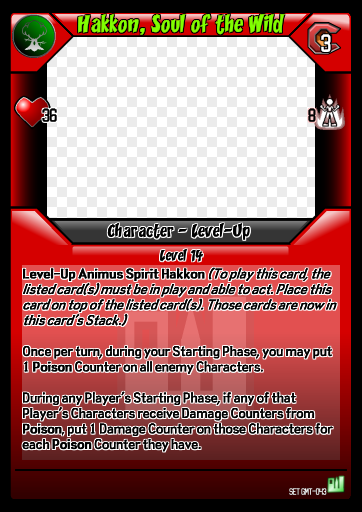 Hakkon, Soul of the Wild
3
36
8
Character - Level-Up
Level 14
Level-Up Animus Spirit Hakkon (To play this card, the
listed card(s) must be in play and able to act. Place this
card on top of the listed card(s). Those cards are now in
this card's Stack.)
Once per turn, during your Starting Phase, you may put
1 Poison Counter on all enemy Characters.
During any Player's Starting Phase, if any of that
Player's Characters receive Damage Counters from
Poison, put 1 Damage Counter on those Characters for
each Poison Counter they have.
SET GMT-043